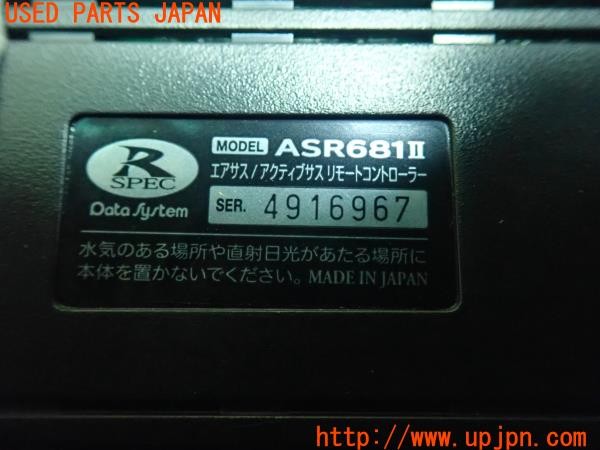 USED PARTS JAPAN
MODEL ASR681II
R SPEC
エアサス/アクティブサス リモートコントローラー
Data System
SER. 4916967
水気のある場所や直射日光があたる場所に
本体を置かないでください。MADE IN JAPAN
http://www.upjpn.com